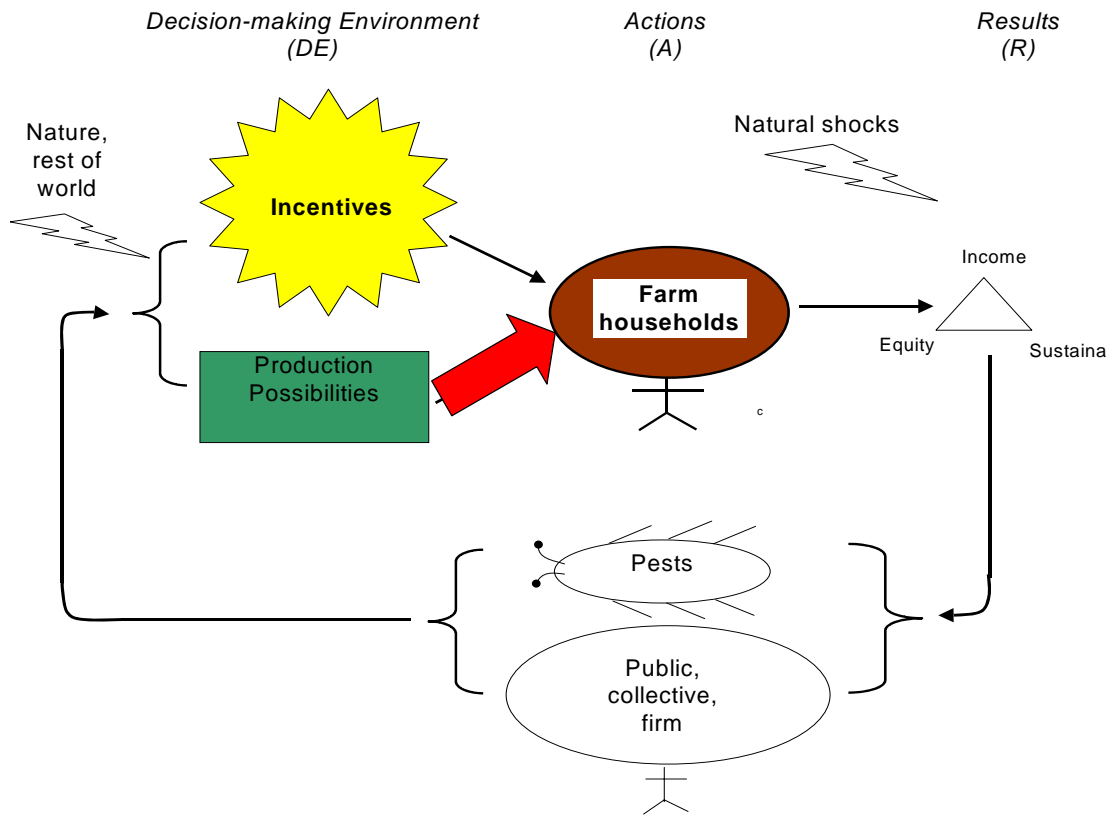 Decision-making Environment
(DE)
Actions
(A)
Results
(R)
Nature,
rest of
world
Incentives
Natural shocks
Farm
households
Income
Equity
Sustaina
Production
Possibilities
c
Pests
Public,
collective,
firm